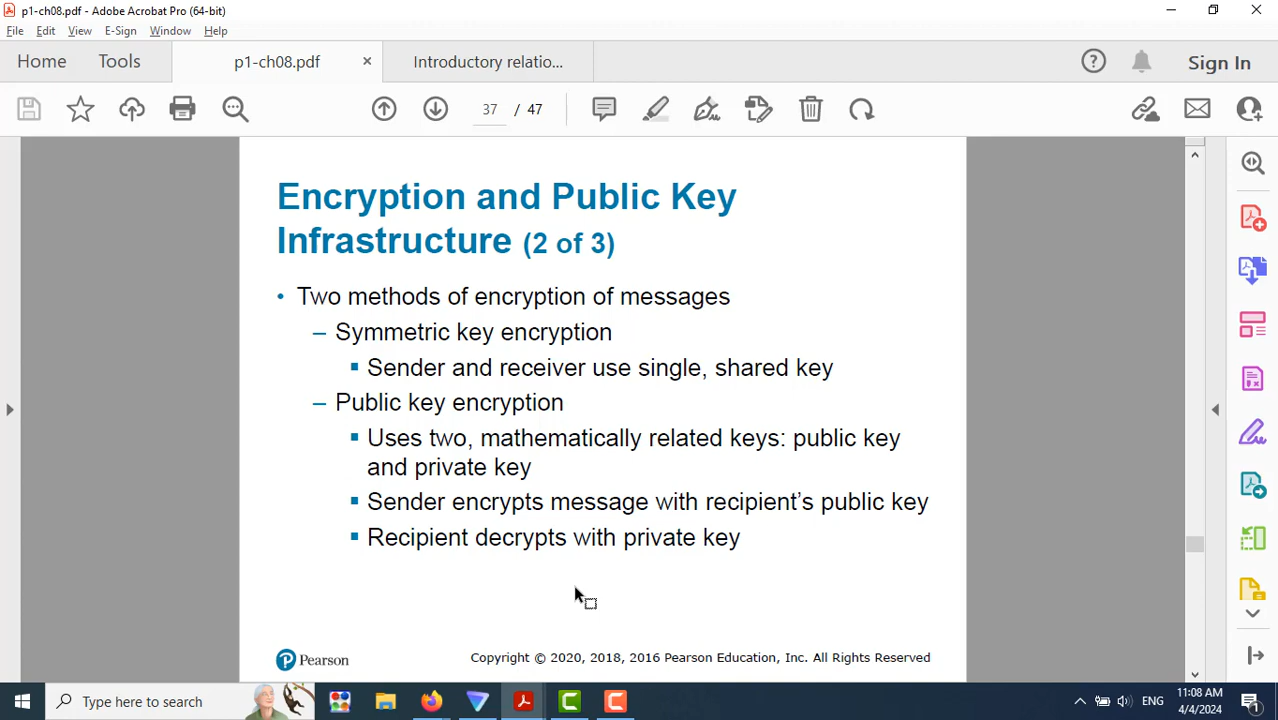 p1-ch08.pdf - Adobe Acrobat Pro (64-bit)
File Edit View E-Sign Window Help
Home Tools p1-ch08.pdf × Introductory relatio... Sign In
37 / 47
Encryption and Public Key
Infrastructure (2 of 3)
• Two methods of encryption of messages
– Symmetric key encryption
▪ Sender and receiver use single, shared key
– Public key encryption
▪ Uses two, mathematically related keys: public key
and private key
▪ Sender encrypts message with recipient's public key
▪ Recipient decrypts with private key
Pearson
Copyright © 2020, 2018, 2016 Pearson Education, Inc. All Rights Reserved
Type here to search
ENG
11:08 AM
4/4/2024
1